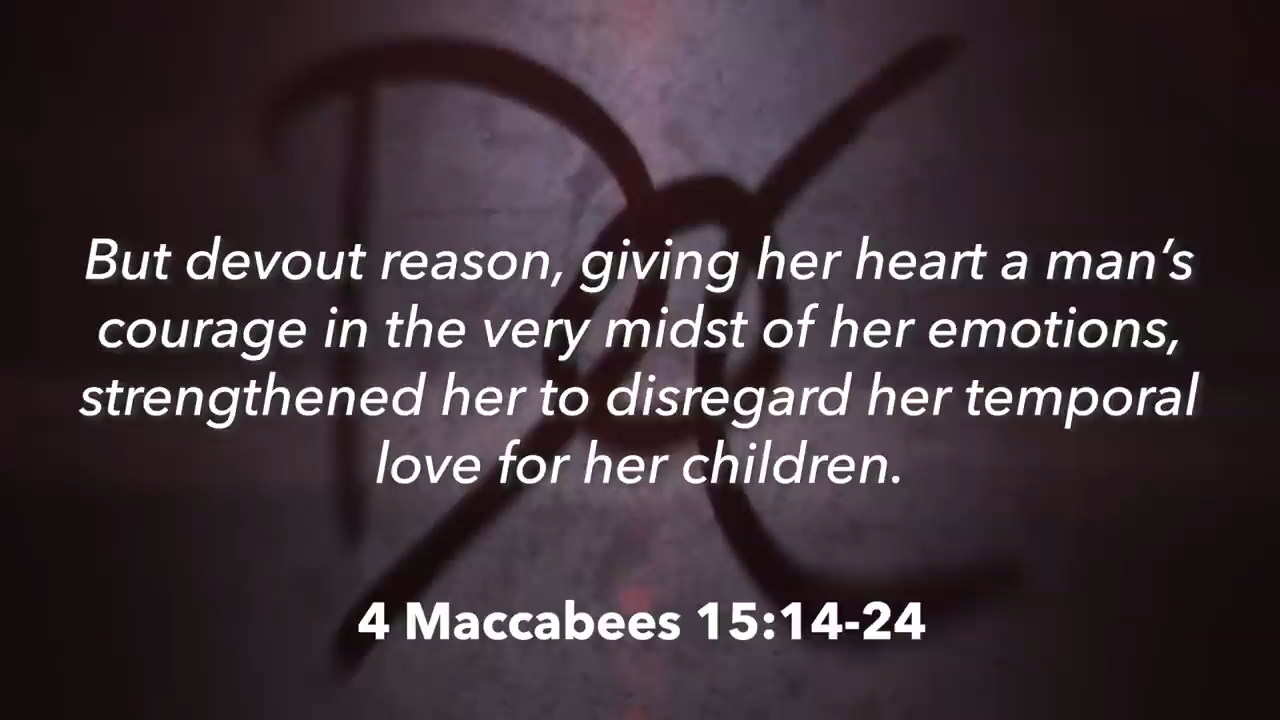 But devout reason, giving her heart a man’s
courage in the very midst of her emotions,
strengthened her to disregard her temporal
love for her children.
4 Maccabees 15:14-24